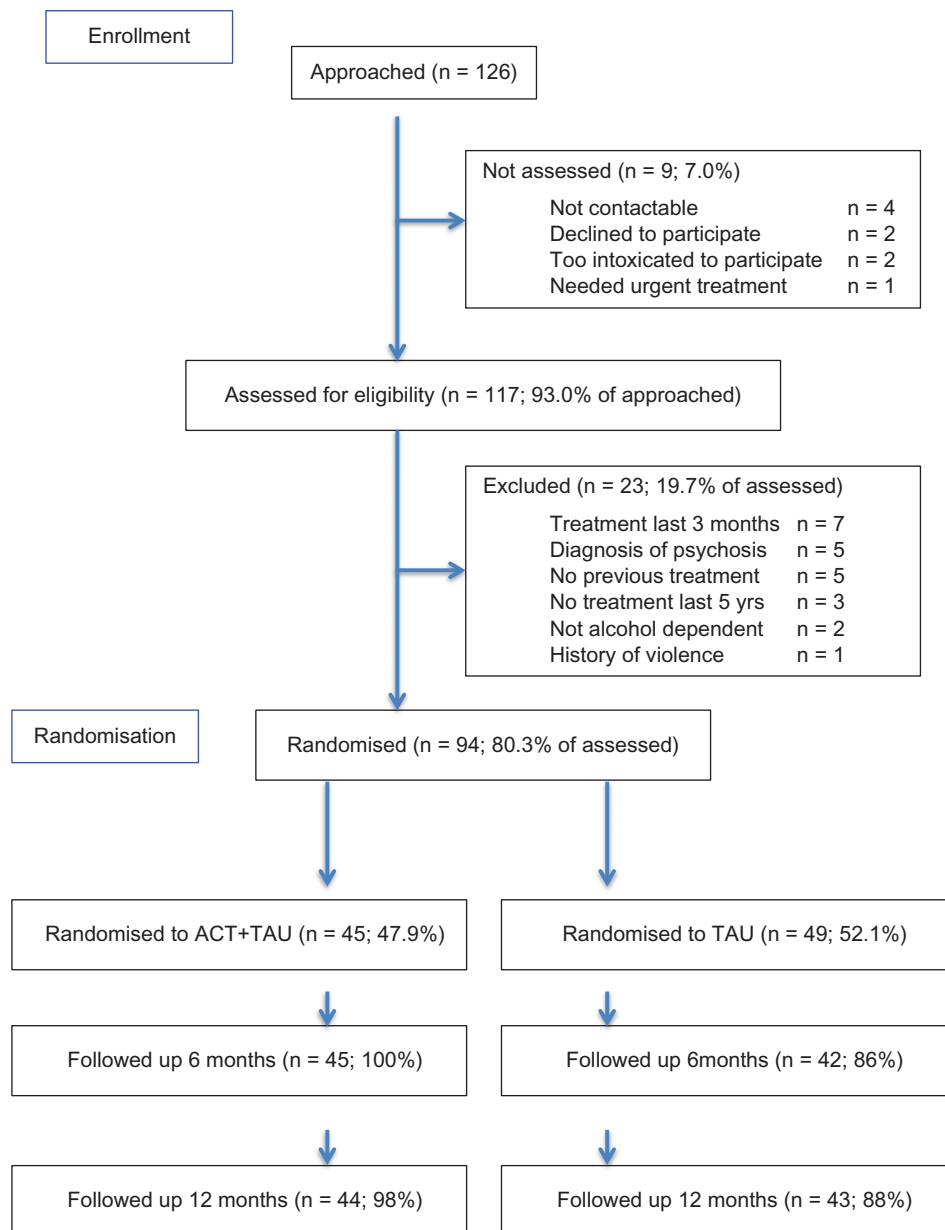 Enrollment
Approached (n = 126)
Not assessed (n = 9; 7.0%)
Not contactable n = 4
Declined to participate n = 2
Too intoxicated to participate n = 2
Needed urgent treatment n = 1
Assessed for eligibility (n = 117; 93.0% of approached)
Excluded (n = 23; 19.7% of assessed)
Treatment last 3 months n = 7
Diagnosis of psychosis n = 5
No previous treatment n = 5
No treatment last 5 yrs n = 3
Not alcohol dependent n = 2
History of violence n = 1
Randomisation
Randomised (n = 94; 80.3% of assessed)
Randomised to ACT+TAU (n = 45; 47.9%)
Randomised to TAU (n = 49; 52.1%)
Followed up 6 months (n = 45; 100%)
Followed up 6months (n = 42; 86%)
Followed up 12 months (n = 44; 98%)
Followed up 12 months (n = 43; 88%)